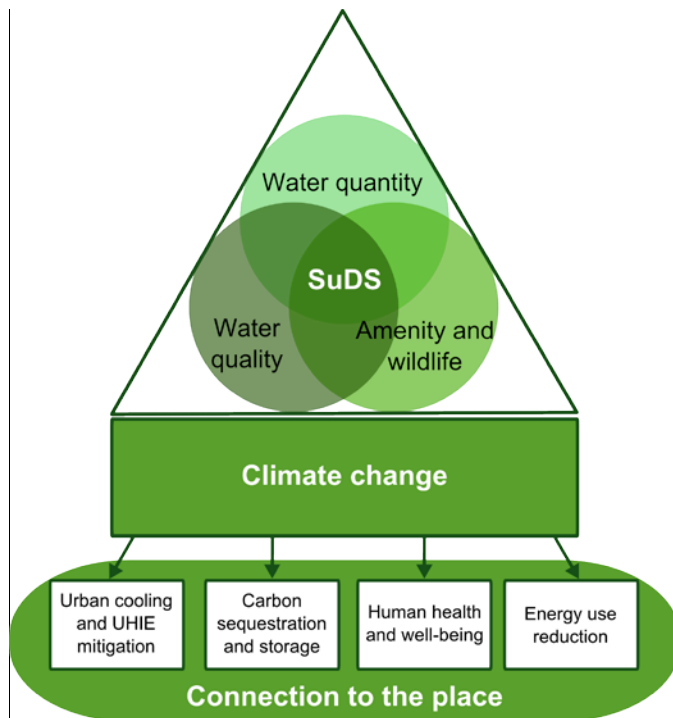 Water quantity
SuDS
Water
quality
Amenity and
wildlife
Climate change
Urban cooling
and UHIE
mitigation
Carbon
sequestration
and storage
Human health
and well-being
Energy use
reduction
Connection to the place